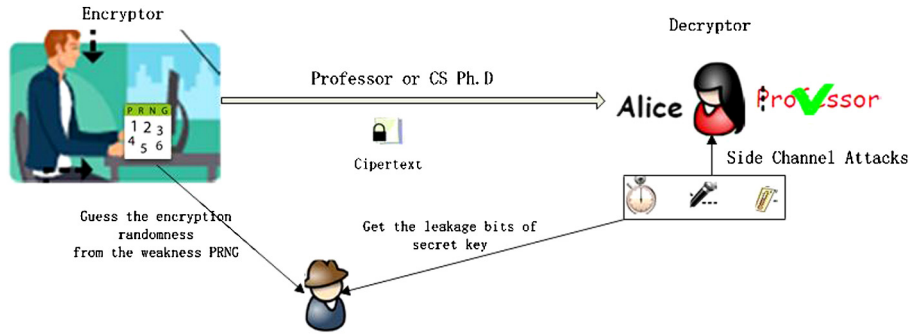 Encryptor
Decryptor
Professor or CS Ph.D
Alice
Professor
P R N G
1 2 3
4 5 6
Cipertext
Side Channel Attacks
Guess the encryption
randomness
from the weakness PRNG
Get the leakage bits of
secret key